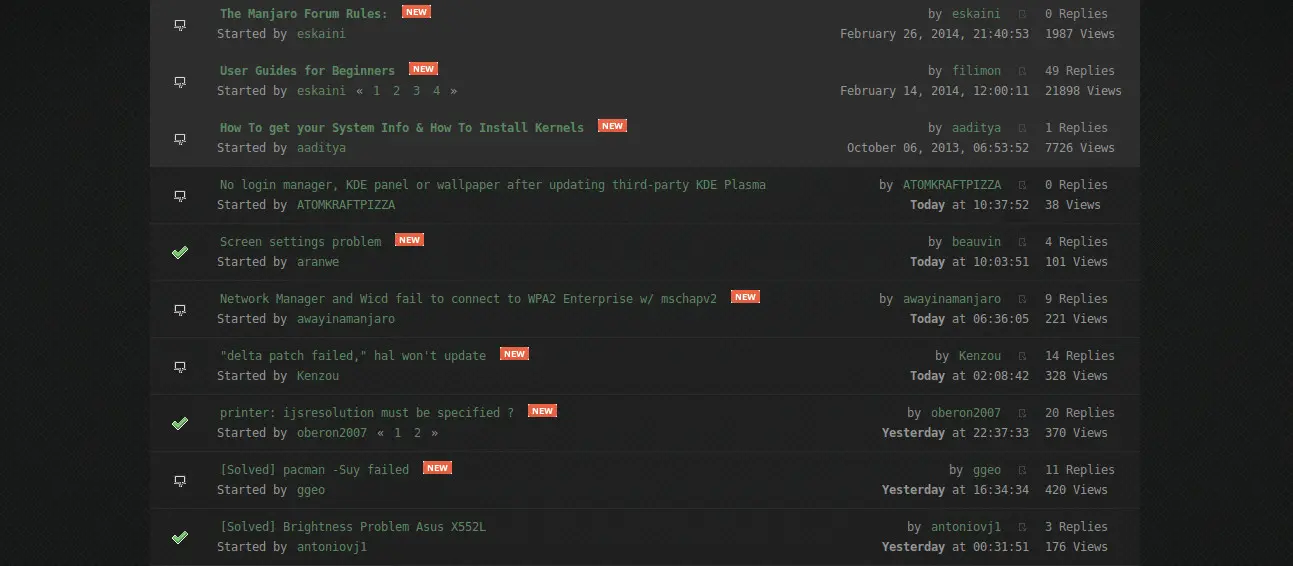 The Manjaro Forum Rules: NEW by eskaini 0 Replies
Started by eskaini February 26, 2014, 21:40:53 1987 Views
User Guides for Beginners NEW by filimon 49 Replies
Started by eskaini « 1 2 3 4 » February 14, 2014, 12:00:11 21898 Views
How To get your System Info & How To Install Kernels NEW by aaditya 1 Replies
Started by aaditya October 06, 2013, 06:53:52 7726 Views
No login manager, KDE panel or wallpaper after updating third-party KDE Plasma by ATOMKRAFTPIZZA 0 Replies
Started by ATOMKRAFTPIZZA Today at 10:37:52 38 Views
Screen settings problem NEW by beauvin 4 Replies
Started by aranwe Today at 10:03:51 101 Views
Network Manager and Wicd fail to connect to WPA2 Enterprise w/ mschapv2 NEW by awayinamanjaro 9 Replies
Started by awayinamanjaro Today at 06:36:05 221 Views
"delta patch failed," hal won't update NEW by Kenzou 14 Replies
Started by Kenzou Today at 02:08:42 328 Views
printer: ijsresolution must be specified ? NEW by oberon2007 20 Replies
Started by oberon2007 « 1 2 » Yesterday at 22:37:33 370 Views
[Solved] pacman -Suy failed NEW by ggeo 11 Replies
Started by ggeo Yesterday at 16:34:34 420 Views
[Solved] Brightness Problem Asus X552L by antoniovj1 3 Replies
Started by antoniovj1 Yesterday at 00:31:51 176 Views